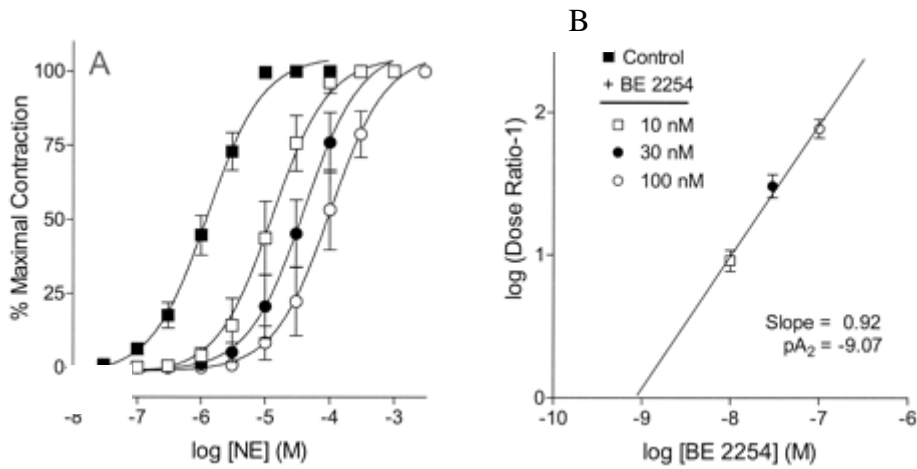 A
% Maximal Contraction
100
75
50
25
0
-8 -7 -6 -5 -4 -3
log [NE] (M)
B
Control
+ BE 2254
10 nM
30 nM
100 nM
log (Dose Ratio-1)
2
1
0
Slope = 0.92
pA₂ = -9.07
-10 -9 -8 -7 -6
log [BE 2254] (M)